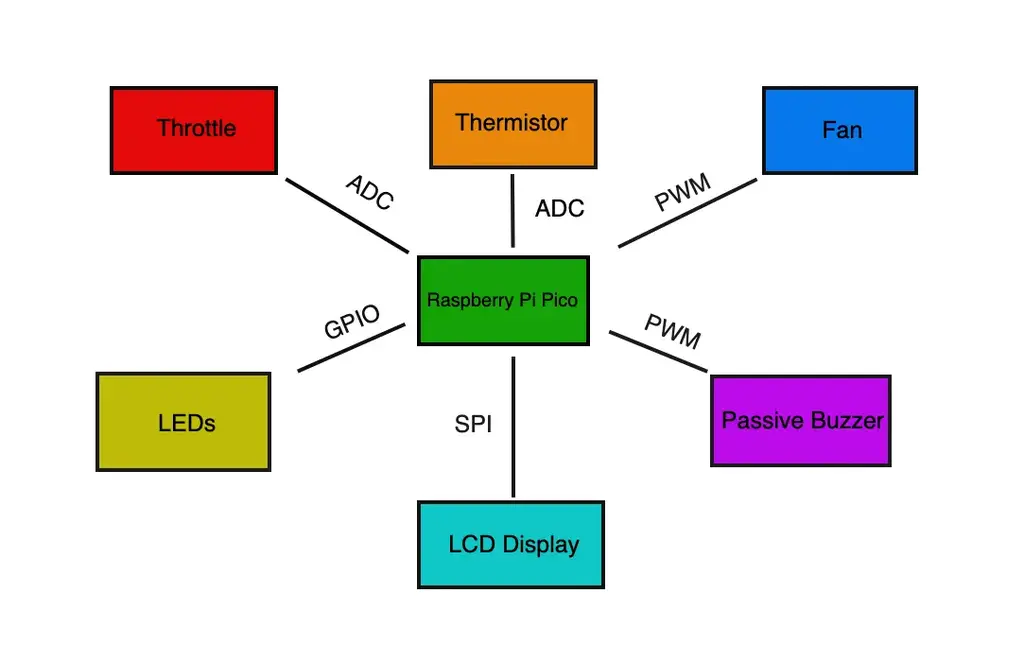 Throttle
Thermistor
Fan
ADC
ADC
PWM
Raspberry Pi Pico
GPIO
PWM
LEDs
SPI
Passive Buzzer
LCD Display